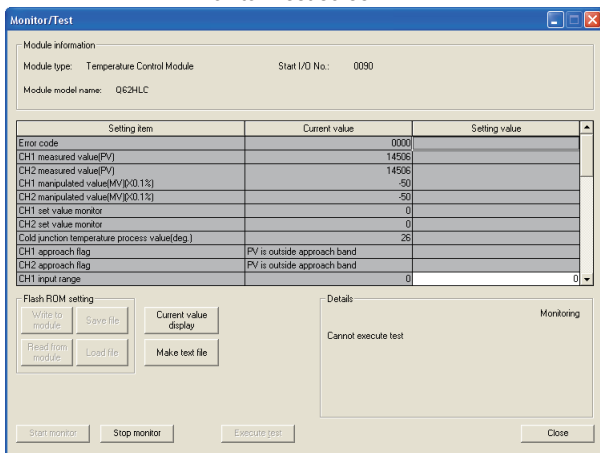 Monitor/Test
Module information
Module type: Temperature Control Module Start I/O No.: 0090
Module model name: Q62HLC
Setting item Current value Setting value
Error code 0000
CH1 measured value(PV) 14506
CH2 measured value(PV) 14506
CH1 manipulated value(MV)(X0.1%) -50
CH2 manipulated value(MV)(X0.1%) -50
CH1 set value monitor 0
CH2 set value monitor 0
Cold junction temperature process value(deg.) 26
CH1 approach flag PV is outside approach band
CH2 approach flag PV is outside approach band
CH1 input range 0 0
Flash ROM setting
Write to
module
Save file
Current value
display
Read from
module
Load file
Make text file
Details
Monitoring
Cannot execute test
Start monitor Stop monitor Execute test Close